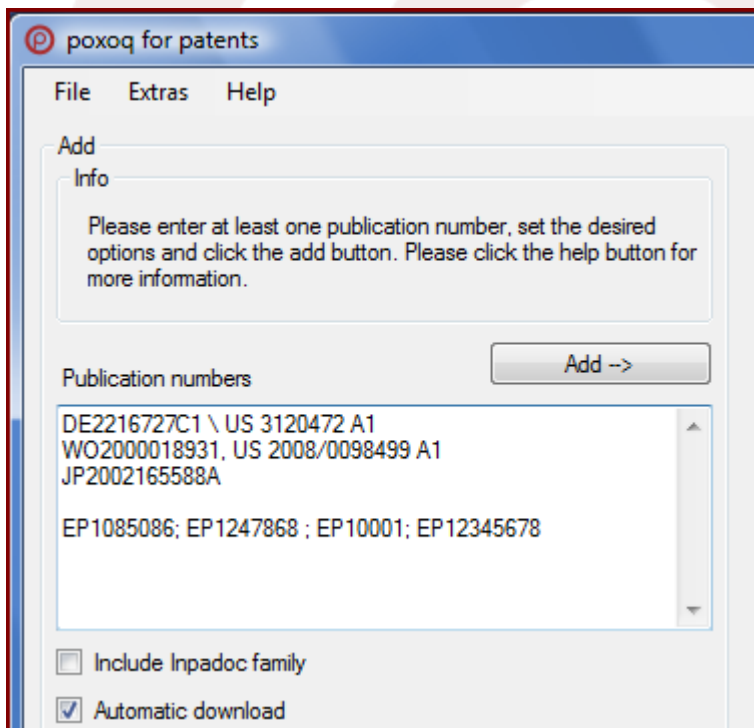 poxoq for patents
File Extras Help
Add
Info
Please enter at least one publication number, set the desired
options and click the add button. Please click the help button for
more information.
Add -->
Publication numbers
DE2216727C1 \ US 3120472 A1
WO2000018931, US 2008/0098499 A1
JP2002165588A
EP1085086; EP1247868 ; EP10001; EP12345678
Include Inpadoc family
Automatic download